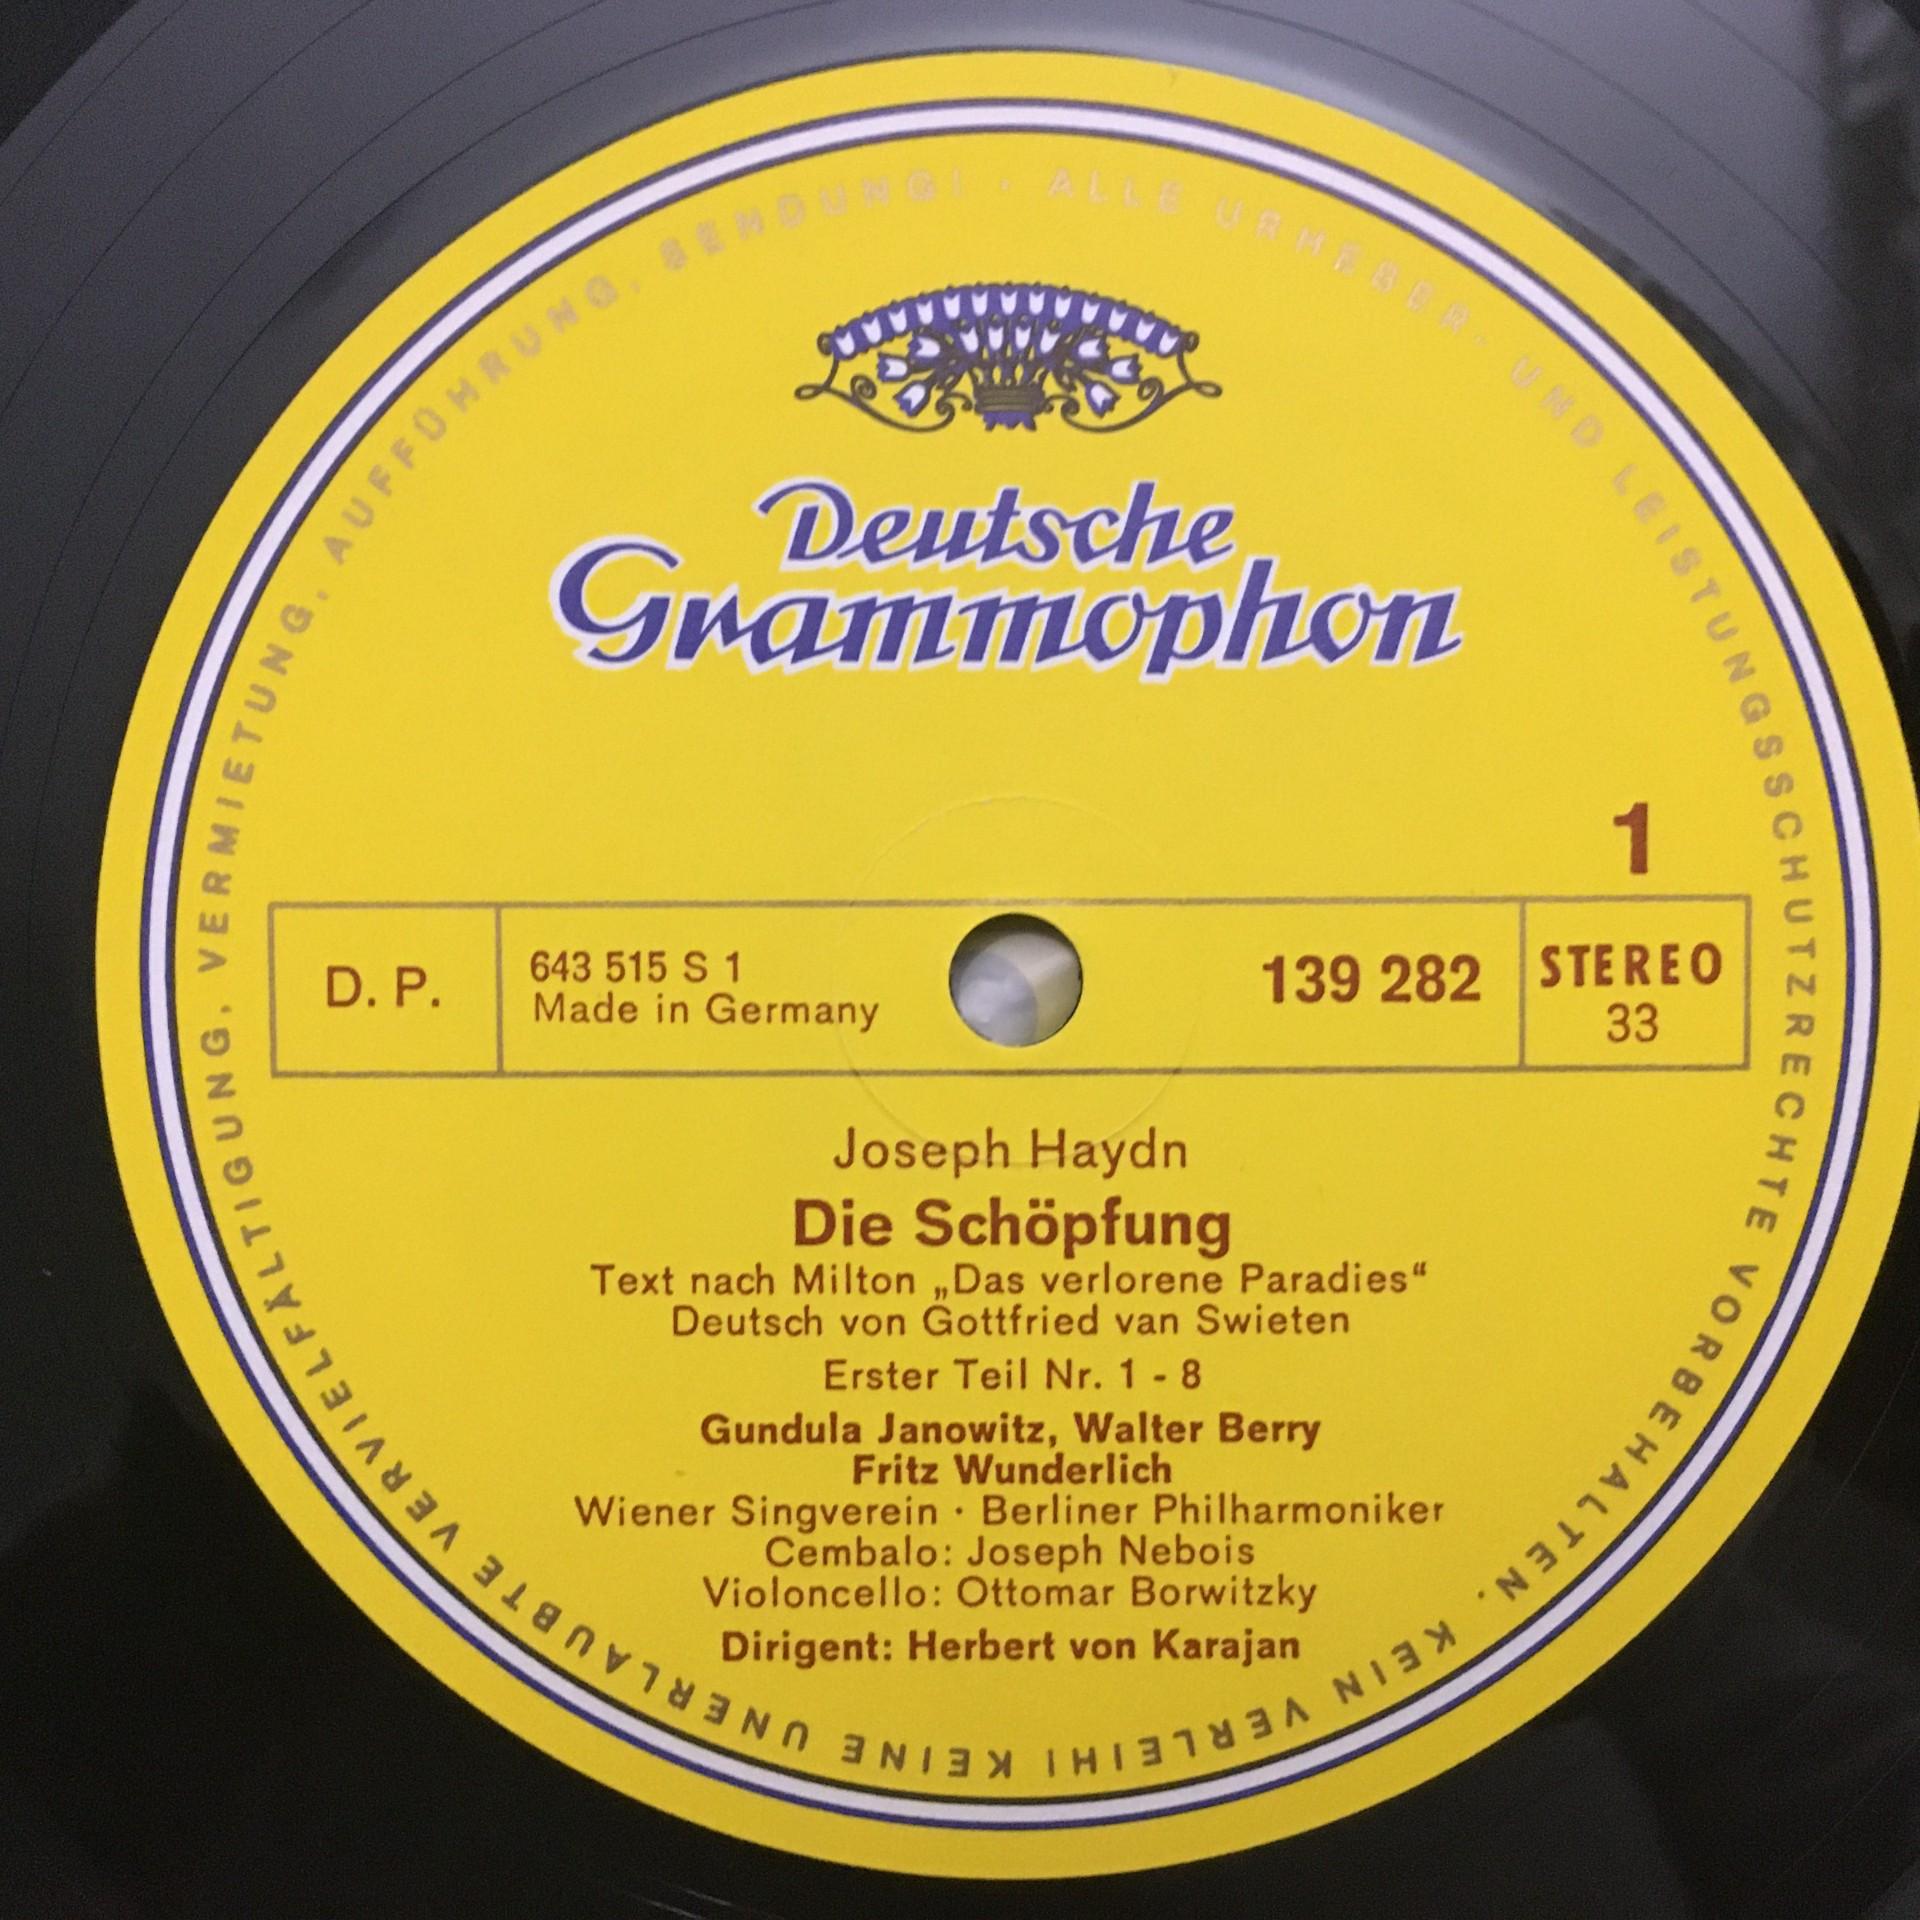 Deutsche
Grammophon
1
D. P.
643 515 S 1
Made in Germany
139 282
STEREO
33
Joseph Haydn
Die Schöpfung
Text nach Milton „Das verlorene Paradies“
Deutsch von Gottfried van Swieten
Erster Teil Nr. 1 - 8
Gundula Janowitz, Walter Berry
Fritz Wunderlich
Wiener Singverein · Berliner Philharmoniker
Cembalo: Joseph Nebois
Violoncello: Ottomar Borwitzky
Dirigent: Herbert von Karajan
ALLE URHEBER- UND LEISTUNGSSCHUTZRECHTE VORBEHALTEN. KEIN VERLEIH! KEINE UNERLAUBTE VERVIELFÄLTIGUNG, VERMIETUNG, AUFFÜHRUNG, SENDUNG! ·